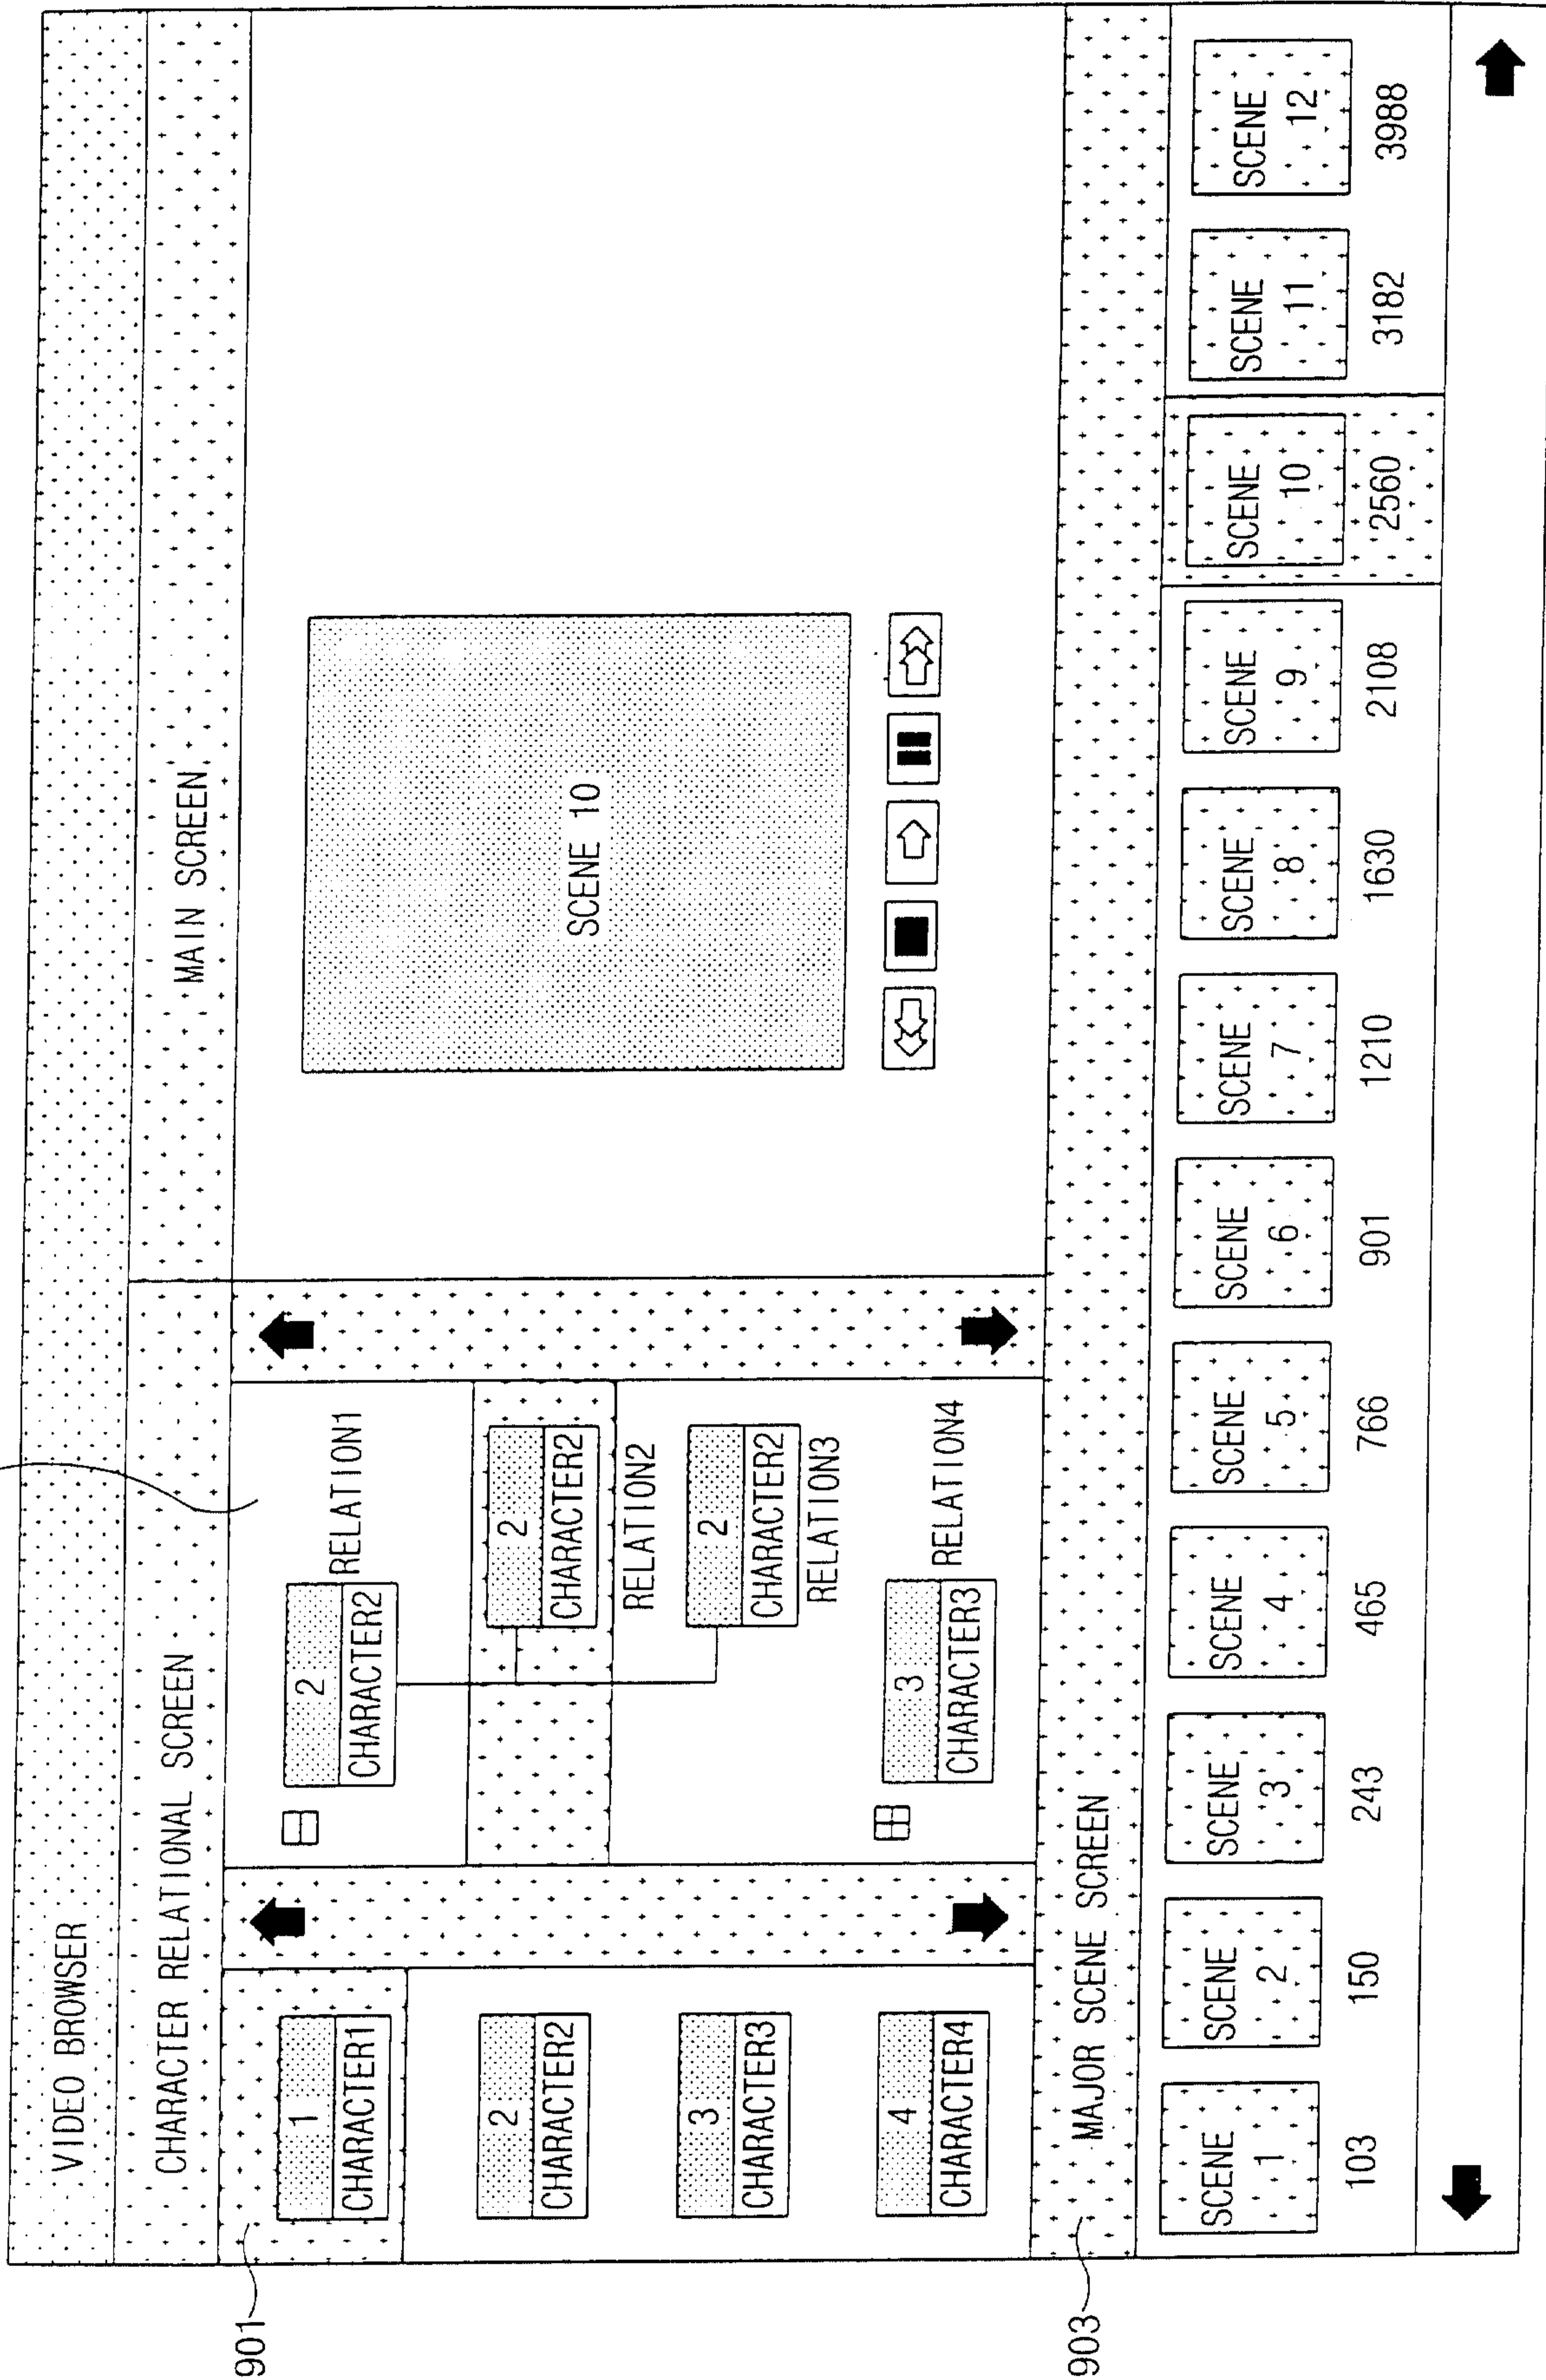 VIDEO BROWSER
CHARACTER RELATIONAL SCREEN
MAIN SCREEN
901
1
CHARACTER1
2
CHARACTER2
3
CHARACTER3
4
CHARACTER4
2
CHARACTER2
RELATION1
2
CHARACTER2
RELATION2
2
CHARACTER2
RELATION3
3
CHARACTER3
RELATION4
SCENE 10
903
MAJOR SCENE SCREEN
SCENE 1
SCENE 2
SCENE 3
SCENE 4
SCENE 5
SCENE 6
SCENE 7
SCENE 8
SCENE 9
SCENE 10
SCENE 11
SCENE 12
103
150
243
465
766
901
1210
1630
2108
2560
3182
3988